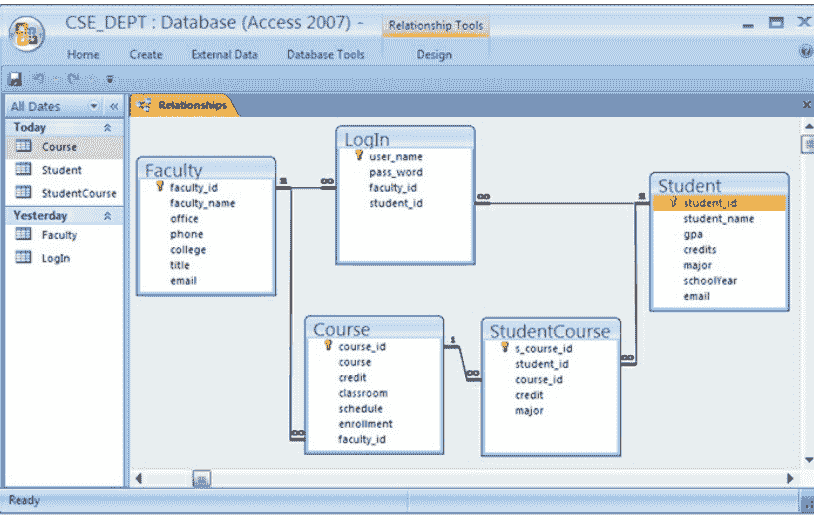 CSE_DEPT : Database (Access 2007) -
Relationship Tools
Home Create External Data Database Tools Design
All Dates
Relationships
Today
Course
Student
StudentCourse
Yesterday
Faculty
LogIn
Faculty
faculty_id
faculty_name
office
phone
college
title
email
LogIn
user_name
pass_word
faculty_id
student_id
Student
student_id
student_name
gpa
credits
major
schoolYear
email
Course
course_id
course
credit
classroom
schedule
enrollment
faculty_id
StudentCourse
s_course_id
student_id
course_id
credit
major
1
∞
∞
1
∞
1
∞
∞
Ready